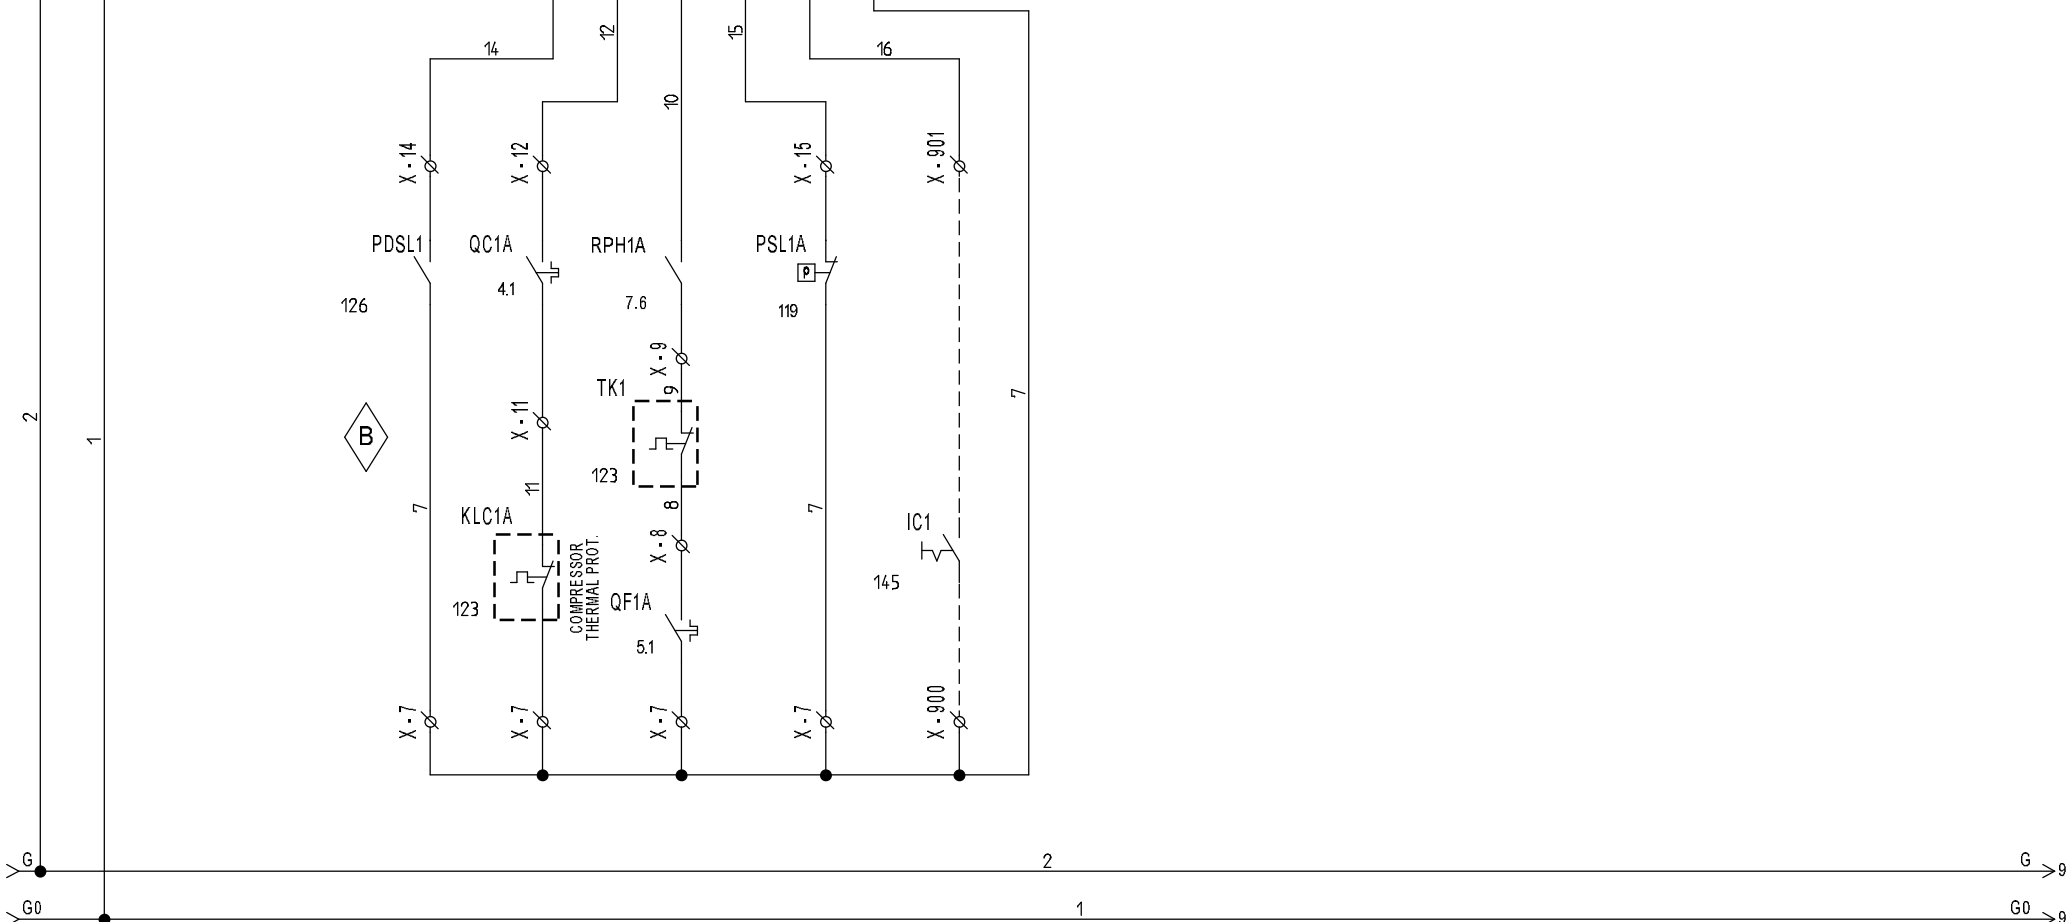 14
12
10
15
16
X-14
X-12
X-15
X-901
PDSL1
QC1A
RPH1A
PSL1A
P
126
4.1
7.6
119
X-9
9
TK1
2
1
B
X-11
7
123
11
8
7
KLC1A
7
IC1
X-8
COMPRESSOR
THERMAL PROT.
145
123
QF1A
5.1
X-7
X-7
X-7
X-7
X-900
G
2
G
9
G0
1
G0
9